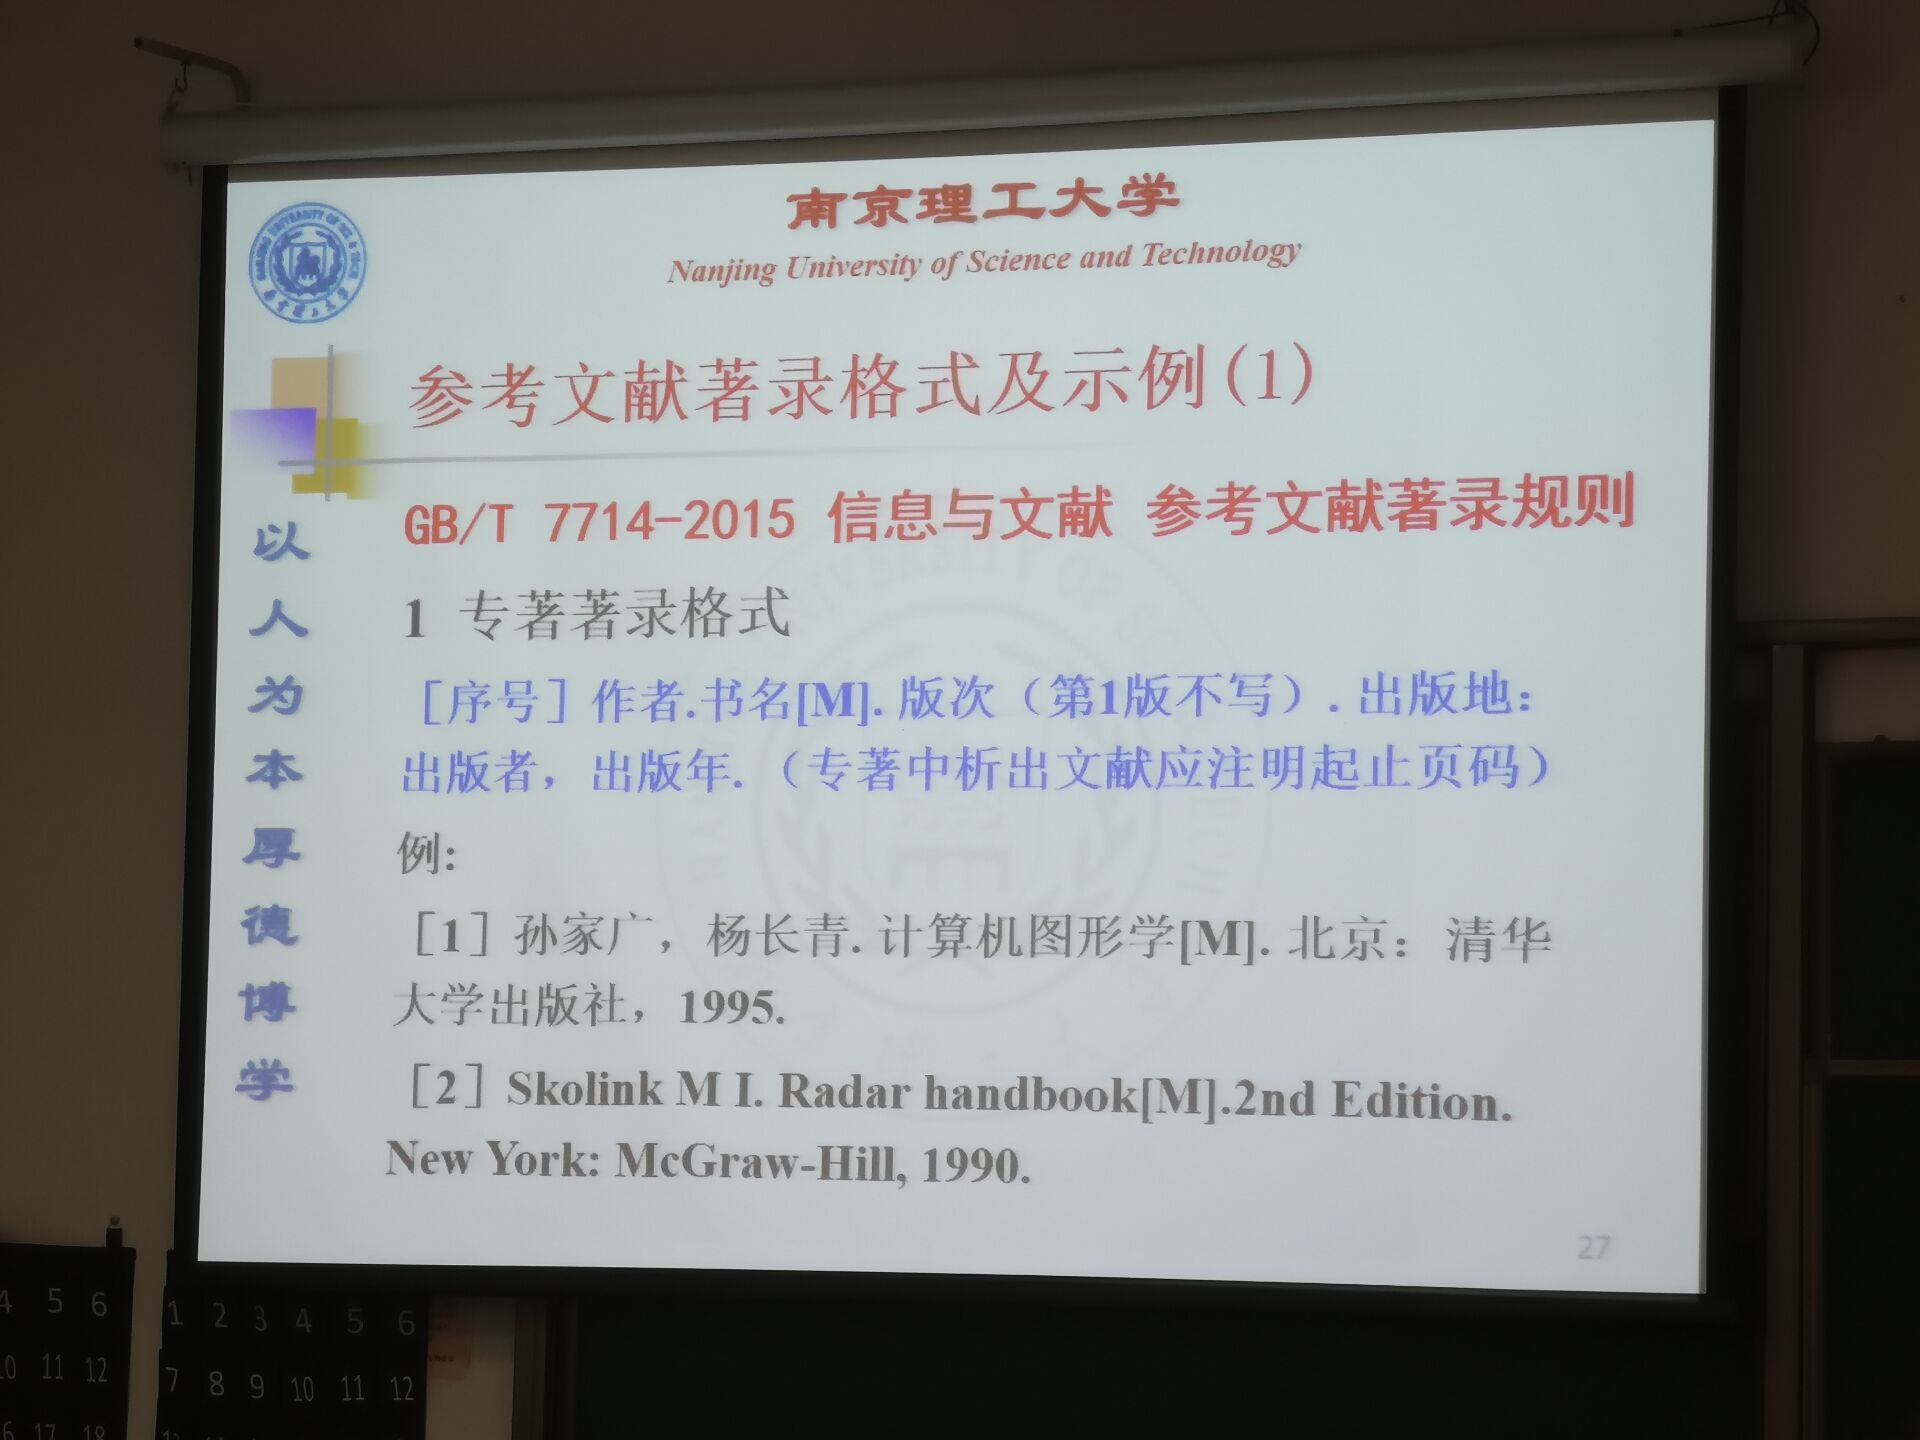 南京理工大学
Nanjing University of Science and Technology
参考文献著录格式及示例(1)
GB/T 7714-2015 信息与文献 参考文献著录规则
1 专著著录格式
［序号］作者.书名[M]. 版次（第1版不写）. 出版地：
出版者，出版年.（专著中析出文献应注明起止页码）
例:
［1］孙家广，杨长青. 计算机图形学[M]. 北京：清华
大学出版社，1995.
［2］Skolink M I. Radar handbook[M].2nd Edition.
New York: McGraw-Hill, 1990.
以
人
为
本
厚
德
博
学
27
4 5 6
10 11 12
16 17 18
1 2 3 4 5 6
7 8 9 10 11 12